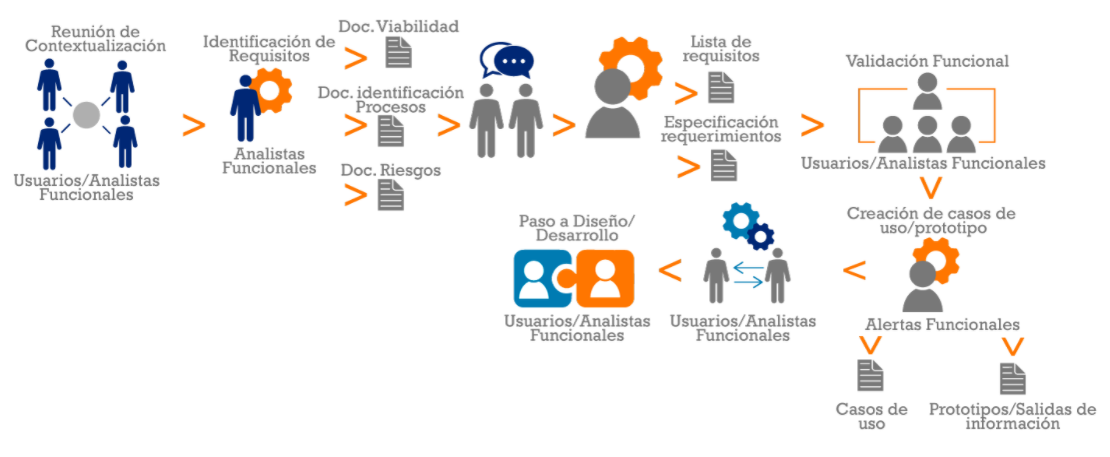 Reunión de
Contextualización
Usuarios/Analistas
Funcionales
Identificación de
Requisitos
Analistas
Funcionales
Doc. Viabilidad
Doc. identificación
Procesos
Doc. Riesgos
Lista de
requisitos
Especificación
requerimientos
Validación Funcional
Usuarios/Analistas Funcionales
Creación de casos de
uso/prototipo
Alertas Funcionales
Casos de
uso
Prototipos/Salidas de
información
Usuarios/Analistas
Funcionales
Paso a Diseño/
Desarrollo
Usuarios/Analistas
Funcionales